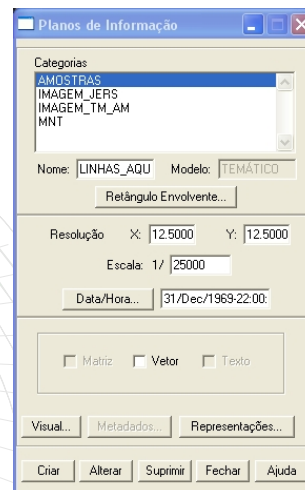 Planos de Informação
Categorias
AMOSTRAS
IMAGEM_JERS
IMAGEM_TM_AM
MNT
Nome: LINHAS_AQU Modelo: TEMÁTICO
Retângulo Envolvente...
Resolução X: 12.5000 Y: 12.5000
Escala: 1/ 25000
Data/Hora... 31/Dec/1969-22:00:
Matriz Vetor Texto
Visual... Metadados... Representações...
Criar Alterar Suprimir Fechar Ajuda